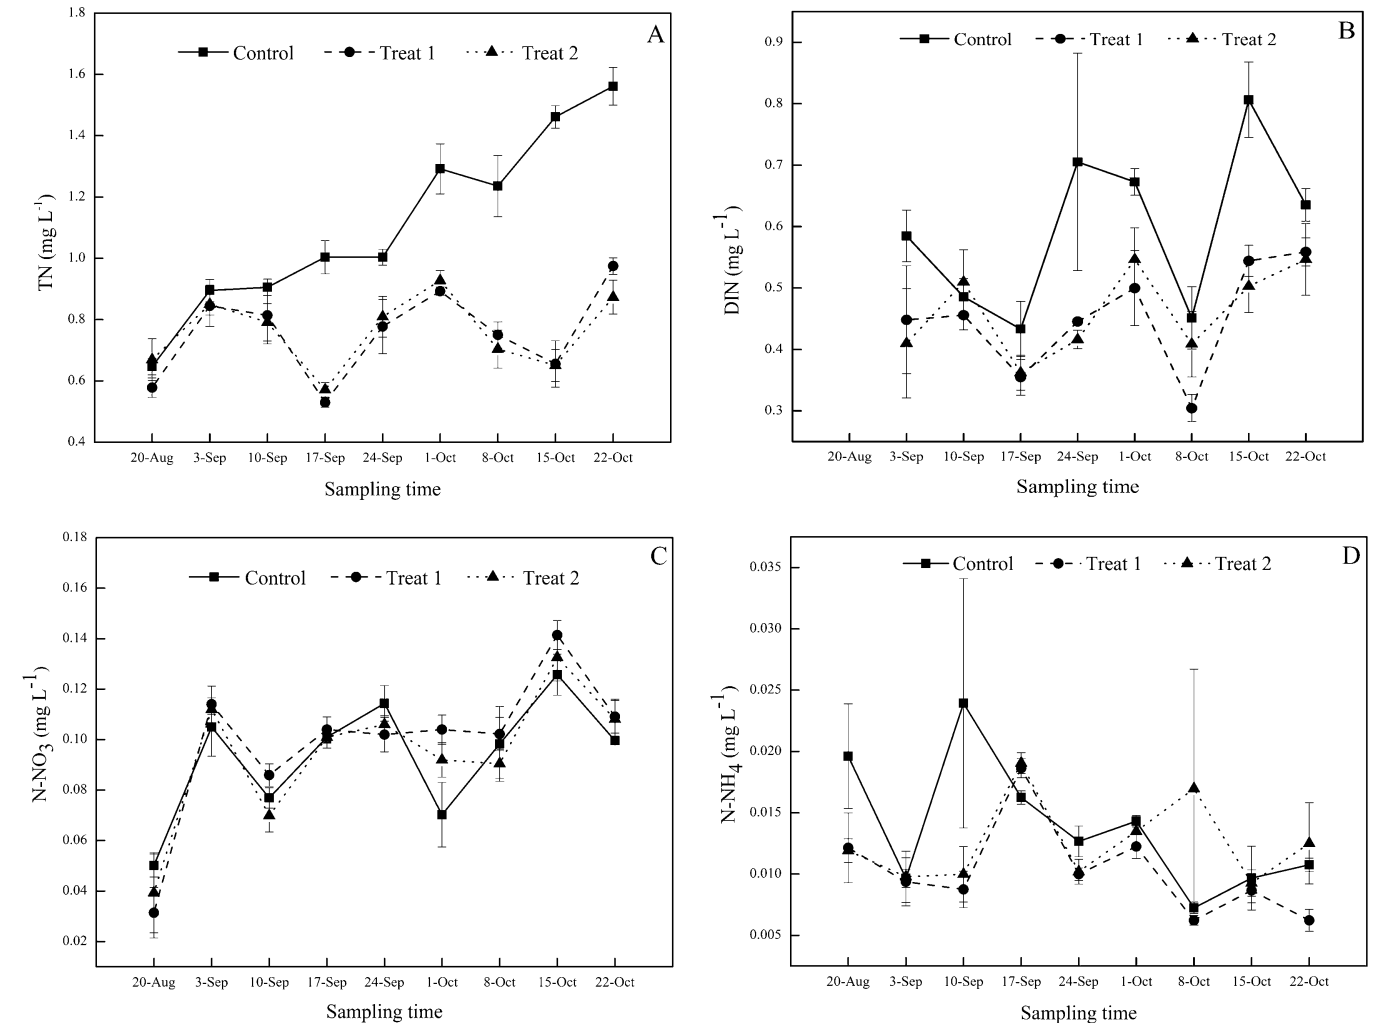 A
Control Treat 1 Treat 2
TN (mg L-1)
1.8
1.6
1.4
1.2
1.0
0.8
0.6
0.4
20-Aug 3-Sep 10-Sep 17-Sep 24-Sep 1-Oct 8-Oct 15-Oct 22-Oct
Sampling time
B
Control Treat 1 Treat 2
DIN (mg L-1)
0.9
0.8
0.7
0.6
0.5
0.4
0.3
20-Aug 3-Sep 10-Sep 17-Sep 24-Sep 1-Oct 8-Oct 15-Oct 22-Oct
Sampling time
C
Control Treat 1 Treat 2
N-NO3 (mg L-1)
0.18
0.16
0.14
0.12
0.10
0.08
0.06
0.04
0.02
20-Aug 3-Sep 10-Sep 17-Sep 24-Sep 1-Oct 8-Oct 15-Oct 22-Oct
Sampling time
D
Control Treat 1 Treat 2
N-NH4 (mg L-1)
0.035
0.030
0.025
0.020
0.015
0.010
0.005
20-Aug 3-Sep 10-Sep 17-Sep 24-Sep 1-Oct 8-Oct 15-Oct 22-Oct
Sampling time